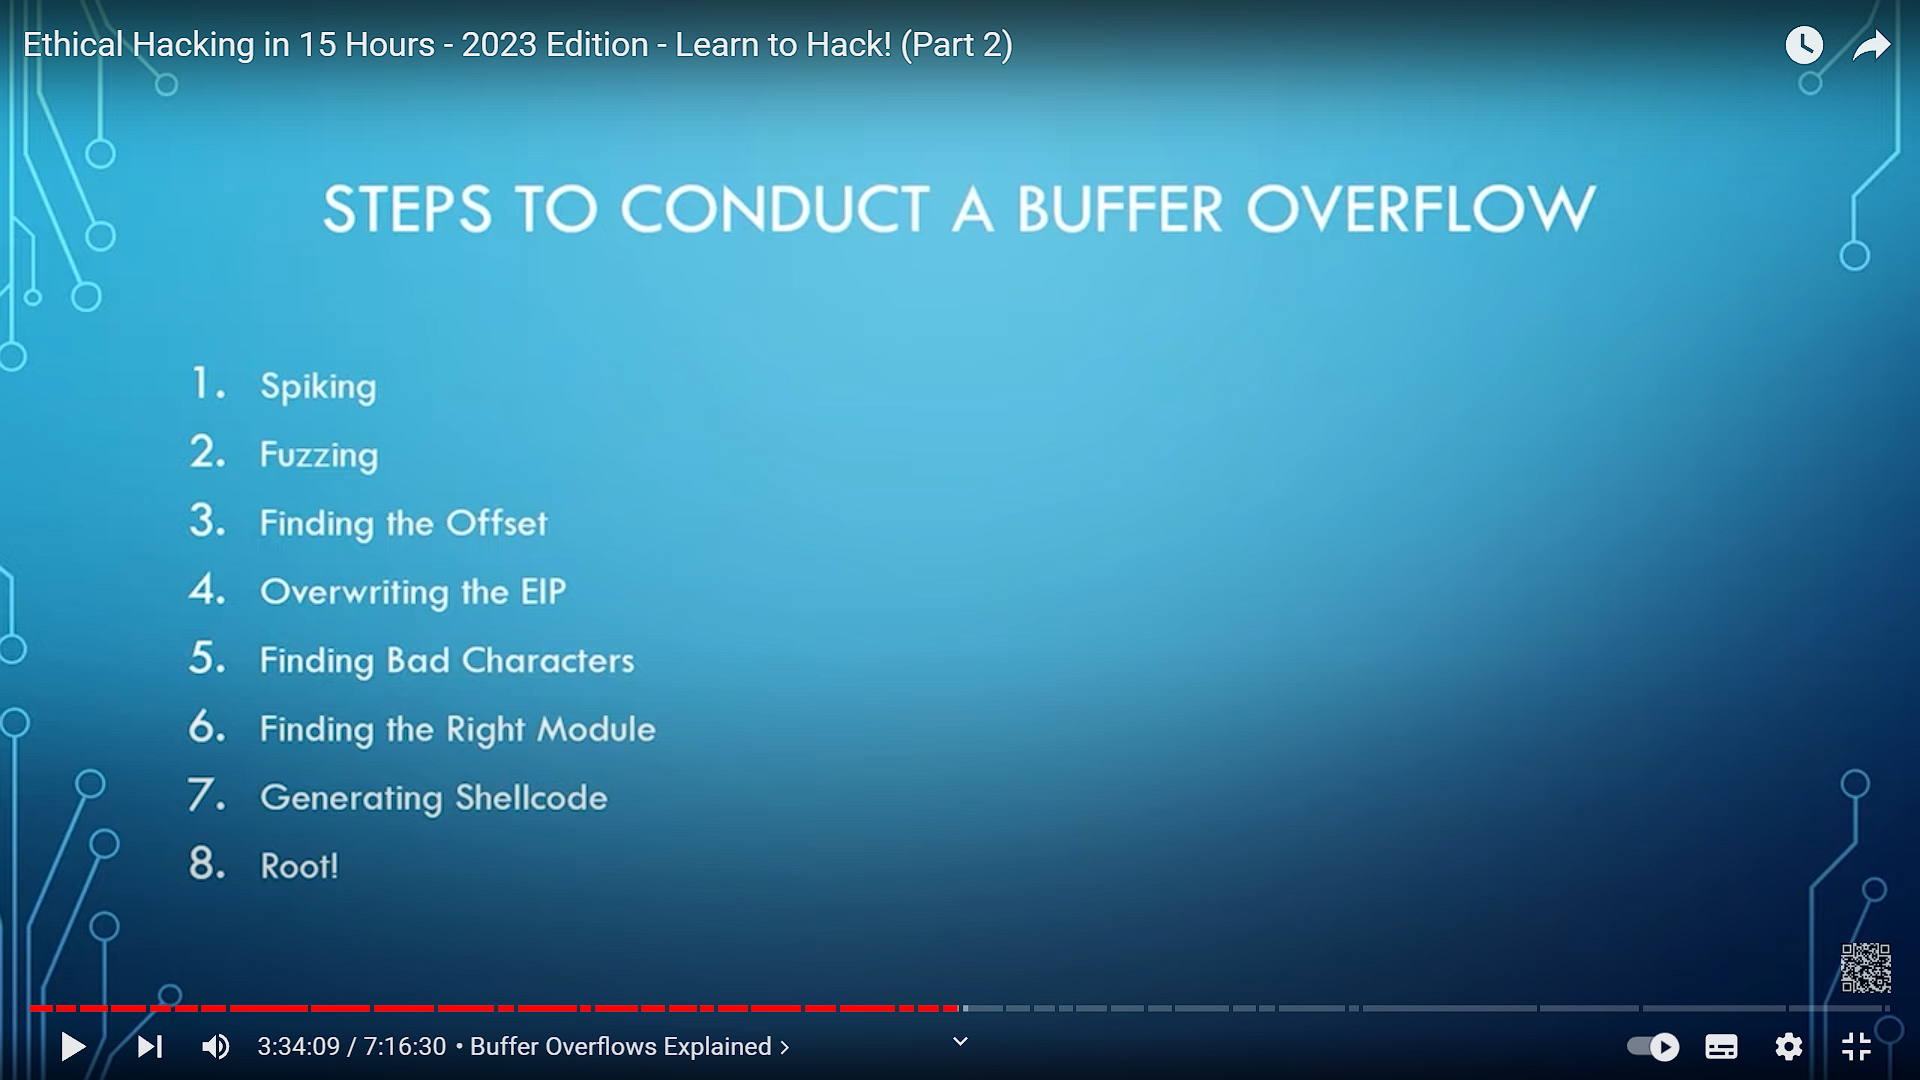 Ethical Hacking in 15 Hours - 2023 Edition - Learn to Hack! (Part 2)
STEPS TO CONDUCT A BUFFER OVERFLOW
1. Spiking
2. Fuzzing
3. Finding the Offset
4. Overwriting the EIP
5. Finding Bad Characters
6. Finding the Right Module
7. Generating Shellcode
8. Root!
3:34:09 / 7:16:30 • Buffer Overflows Explained >